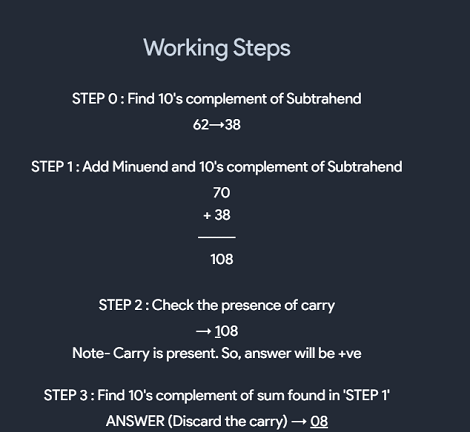 Working Steps
STEP 0 : Find 10's complement of Subtrahend
62→38
STEP 1 : Add Minuend and 10's complement of Subtrahend
70
+ 38
108
STEP 2 : Check the presence of carry
→ 108
Note- Carry is present. So, answer will be +ve
STEP 3 : Find 10's complement of sum found in 'STEP 1'
ANSWER (Discard the carry) → 08